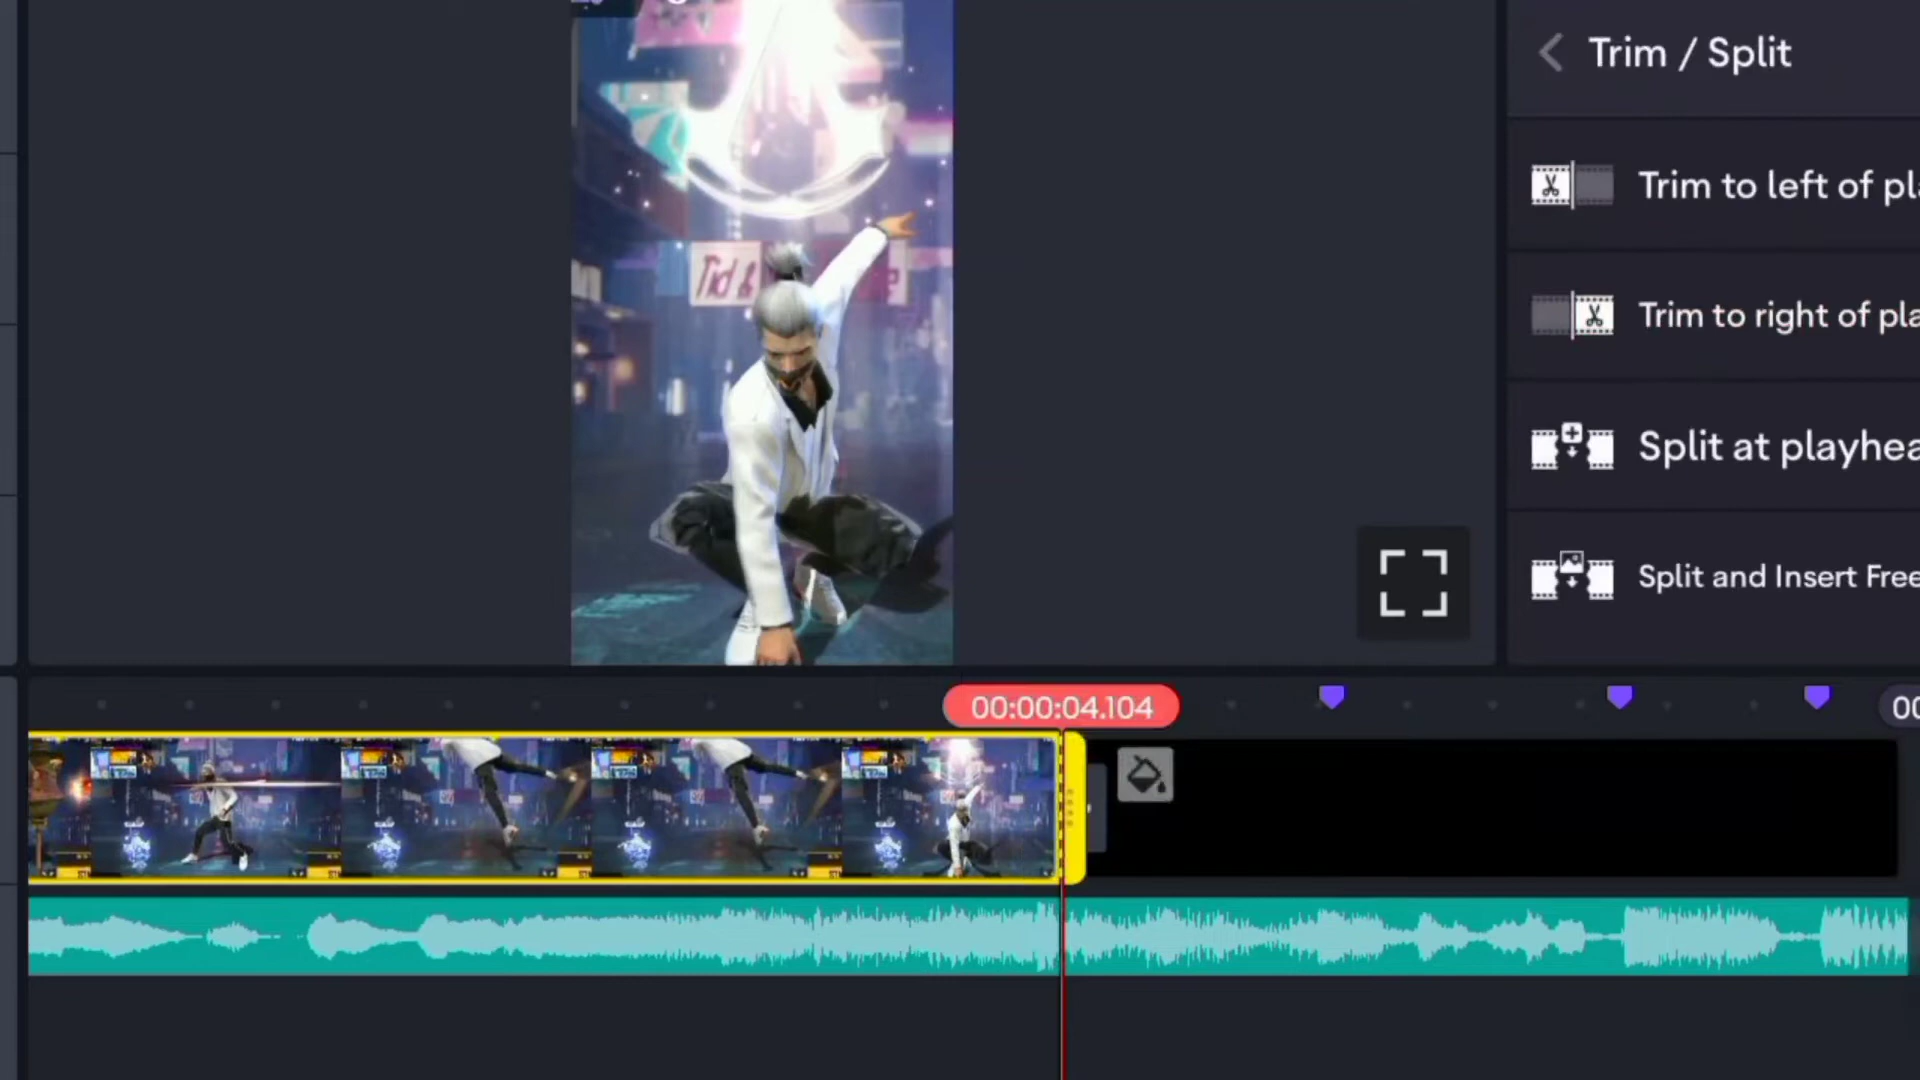 Trim / Split
Trim to left of pla
Trim to right of pla
Split at playhea
Split and Insert Free
00:00:04.104
00